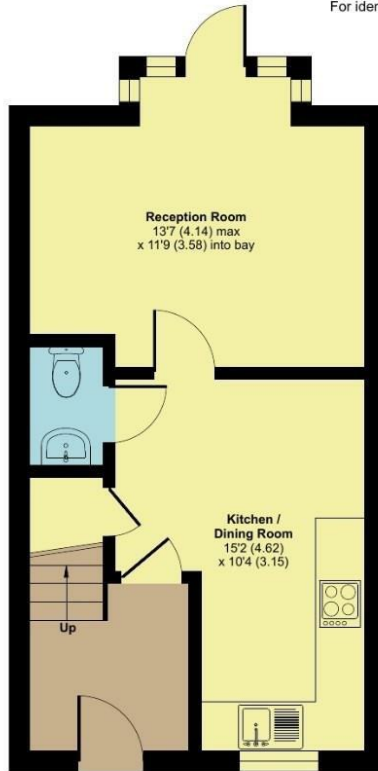 For iden
Reception Room
13'7 (4.14) max
x 11'9 (3.58) into bay
Kitchen /
Dining Room
15'2 (4.62)
x 10'4 (3.15)
Up